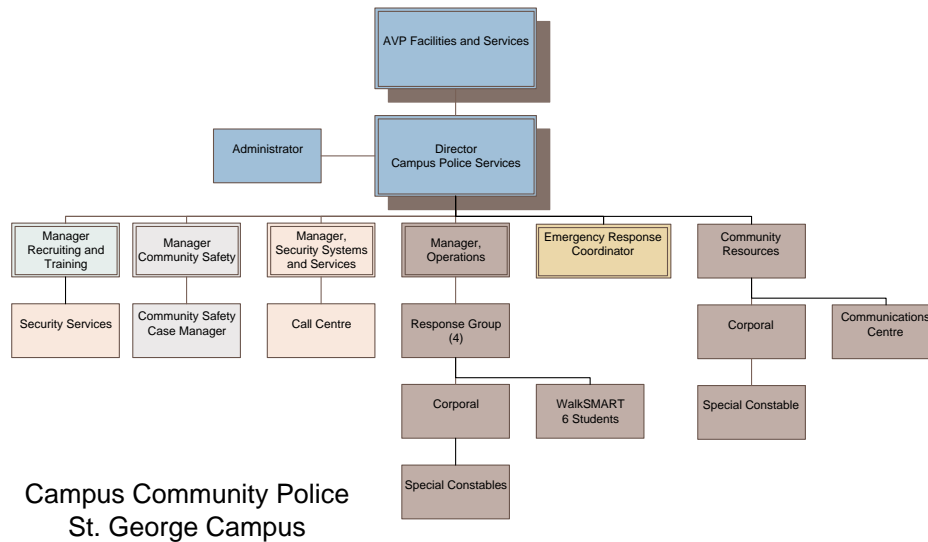 AVP Facilities and Services
Administrator
Director
Campus Police Services
Manager
Recruiting and
Training
Manager
Community Safety
Manager,
Security Systems
and Services
Manager,
Operations
Emergency Response
Coordinator
Community
Resources
Security Services
Community Safety
Case Manager
Call Centre
Response Group
(4)
Corporal
Communications
Centre
Corporal
WalkSMART
6 Students
Special Constable
Special Constables
Campus Community Police
St. George Campus